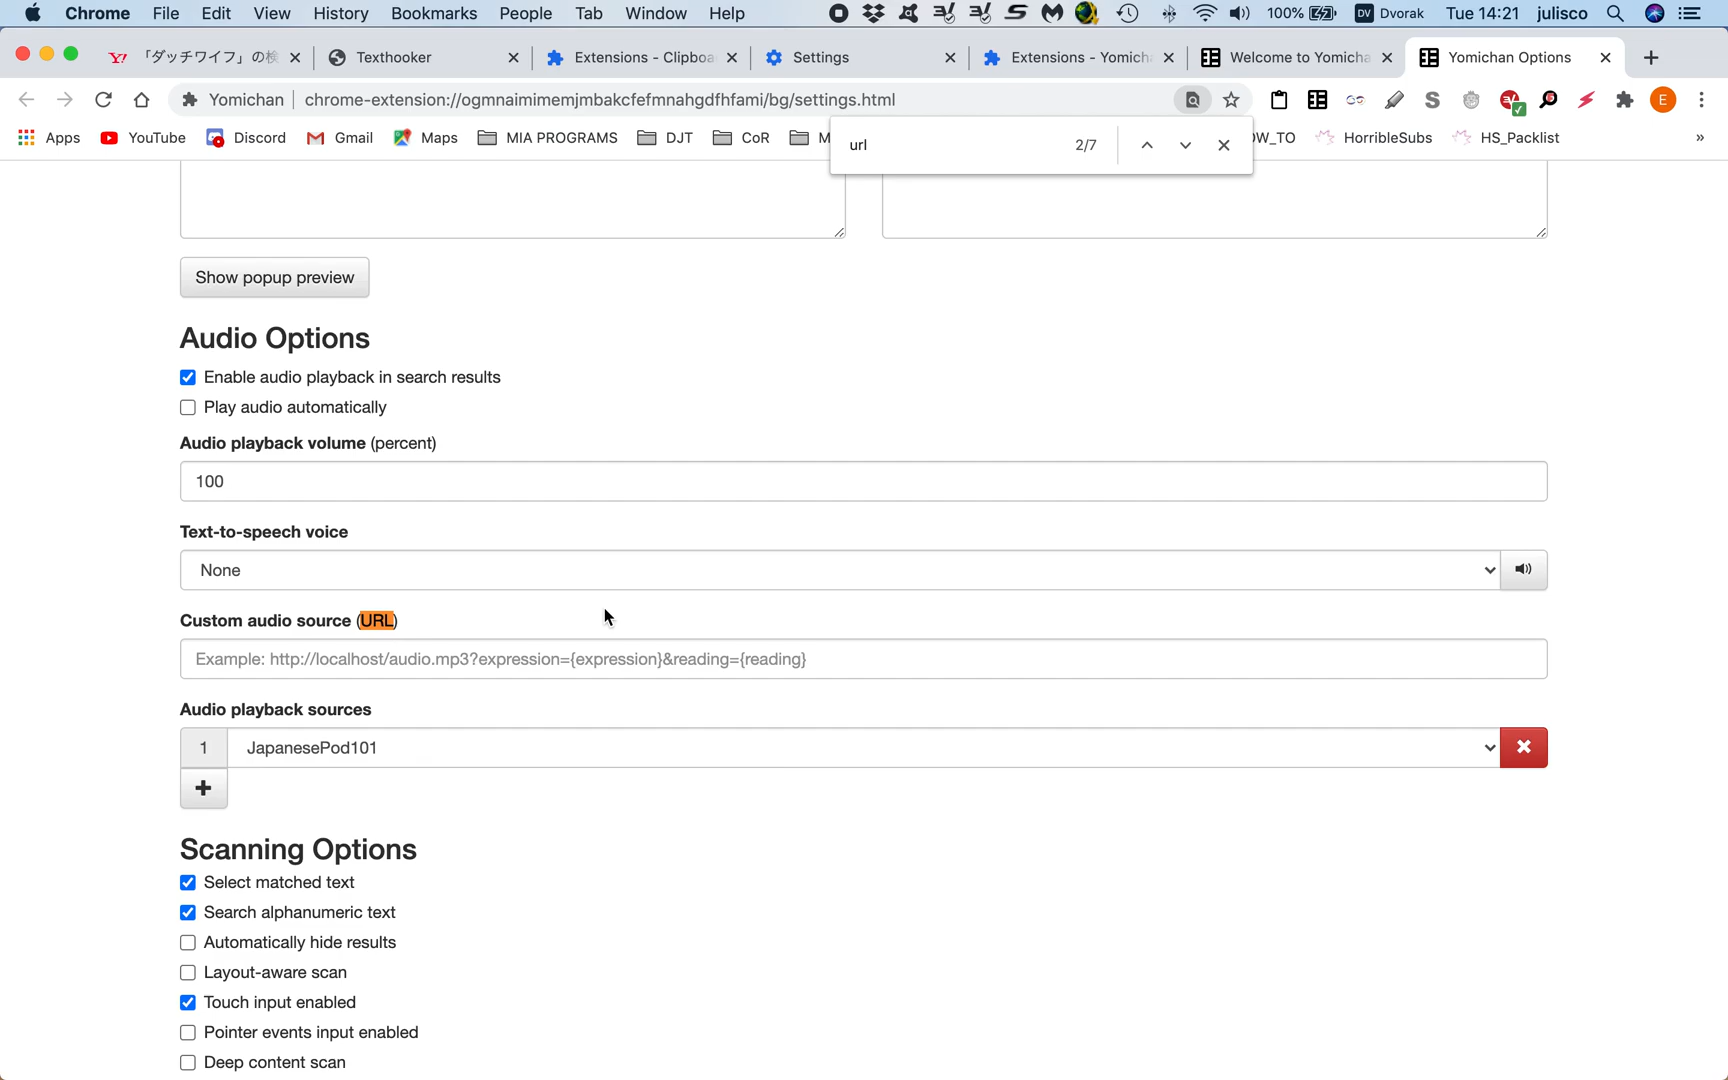 Chrome File Edit View History Bookmarks People Tab Window Help 100% DV Dvorak Tue 14:21 julisco
「ダッチワイフ」の検 Texthooker Extensions - Clipboa Settings Extensions - Yomich Welcome to Yomicha Yomichan Options
Yomichan chrome-extension://ogmnaimimemjmbakcfefmnahgdfhfami/bg/settings.html E
Apps YouTube Discord Gmail Maps MIA PROGRAMS DJT CoR M OW_TO HorribleSubs HS_Packlist »
url 2/7
Show popup preview
Audio Options
Enable audio playback in search results
Play audio automatically
Audio playback volume (percent)
100
Text-to-speech voice
None
Custom audio source (URL)
Example: http://localhost/audio.mp3?expression={expression}&reading={reading}
Audio playback sources
1 JapanesePod101
Scanning Options
Select matched text
Search alphanumeric text
Automatically hide results
Layout-aware scan
Touch input enabled
Pointer events input enabled
Deep content scan